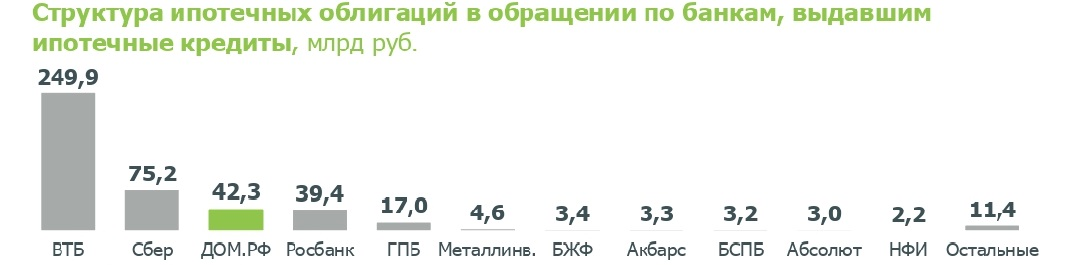 Структура ипотечных облигаций в обращении по банкам, выдавшим
ипотечные кредиты, млрд руб.
249,9
75,2
42,3
39,4
17,0
4,6
3,4
3,3
3,2
3,0
2,2
11,4
ВТБ
Сбер
ДОМ.РФ
Росбанк
ГПБ
Металлинв.
БЖФ
Акбарс
БСПБ
Абсолют
НФИ
Остальные